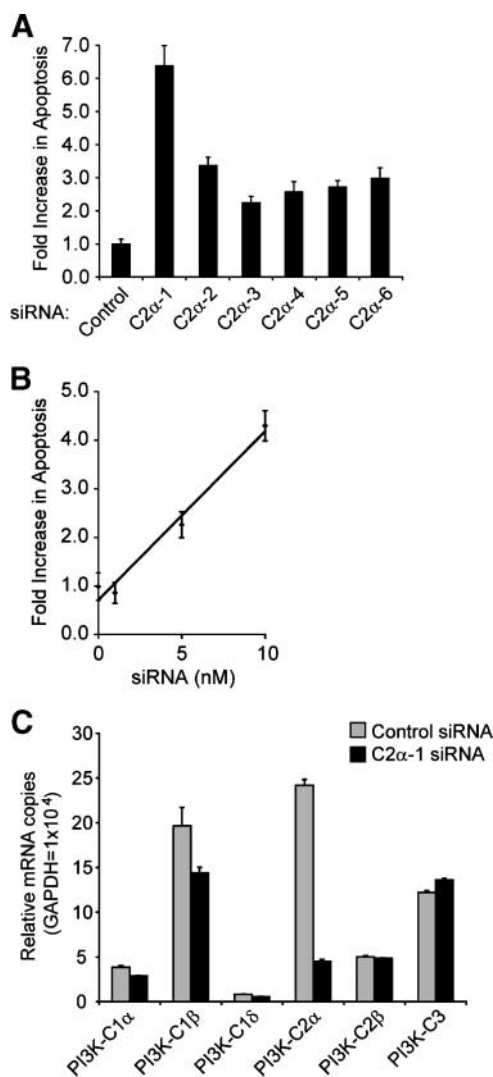 A
Fold Increase in Apoptosis
7.0
6.0
5.0
4.0
3.0
2.0
1.0
0.0
siRNA:
Control
C2α-1
C2α-2
C2α-3
C2α-4
C2α-5
C2α-6
B
Fold Increase in Apoptosis
5.0
4.0
3.0
2.0
1.0
0.0
0
5
10
siRNA (nM)
C
Control siRNA
C2α-1 siRNA
Relative mRNA copies
(GAPDH=1x10⁴)
30
25
20
15
10
5
0
PI3K-C1α
PI3K-C1β
PI3K-C1δ
PI3K-C2α
PI3K-C2β
PI3K-C3